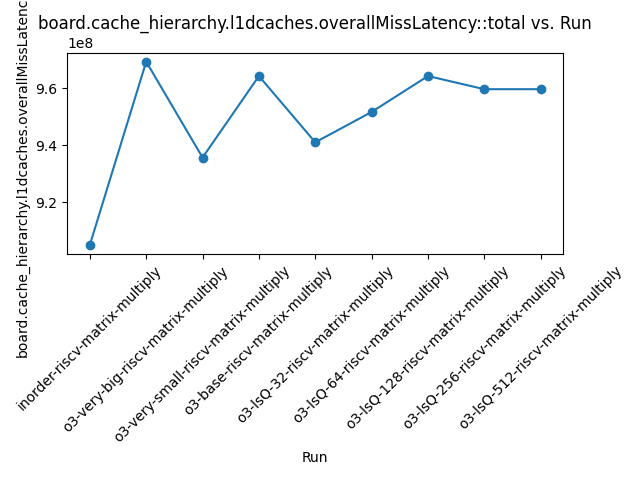 board.cache_hierarchy.l1dcaches.overallMissLatency::total vs. Run
1e8
9.6
9.4
9.2
board.cache_hierarchy.l1dcaches.overallMissLatenc
inorder-riscv-matrix-multiply
o3-very-big-riscv-matrix-multiply
o3-very-small-riscv-matrix-multiply
o3-base-riscv-matrix-multiply
o3-lsQ-32-riscv-matrix-multiply
o3-lsQ-64-riscv-matrix-multiply
o3-lsQ-128-riscv-matrix-multiply
o3-lsQ-256-riscv-matrix-multiply
o3-lsQ-512-riscv-matrix-multiply
Run